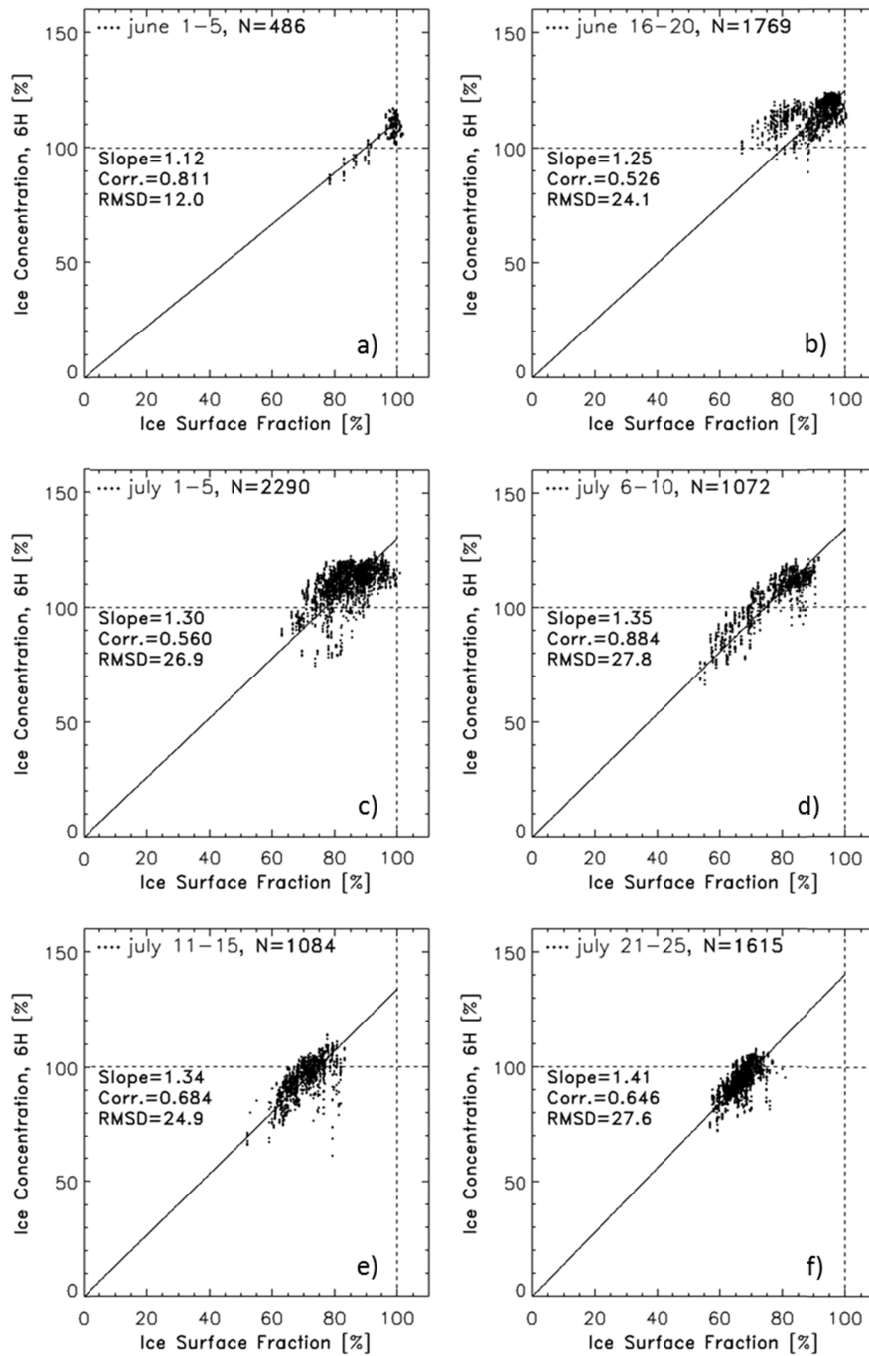 .... june 1-5, N=486
Ice Concentration, 6H [%]
150
100
50
0
Slope=1.12
Corr.=0.811
RMSD=12.0
a)
0 20 40 60 80 100
Ice Surface Fraction [%]
.... june 16-20, N=1769
Ice Concentration, 6H [%]
150
100
50
0
Slope=1.25
Corr.=0.526
RMSD=24.1
b)
0 20 40 60 80 100
Ice Surface Fraction [%]
.... july 1-5, N=2290
Ice Concentration, 6H [%]
150
100
50
0
Slope=1.30
Corr.=0.560
RMSD=26.9
c)
0 20 40 60 80 100
Ice Surface Fraction [%]
.... july 6-10, N=1072
Ice Concentration, 6H [%]
150
100
50
0
Slope=1.35
Corr.=0.884
RMSD=27.8
d)
0 20 40 60 80 100
Ice Surface Fraction [%]
.... july 11-15, N=1084
Ice Concentration, 6H [%]
150
100
50
0
Slope=1.34
Corr.=0.684
RMSD=24.9
e)
0 20 40 60 80 100
Ice Surface Fraction [%]
.... july 21-25, N=1615
Ice Concentration, 6H [%]
150
100
50
0
Slope=1.41
Corr.=0.646
RMSD=27.6
f)
0 20 40 60 80 100
Ice Surface Fraction [%]